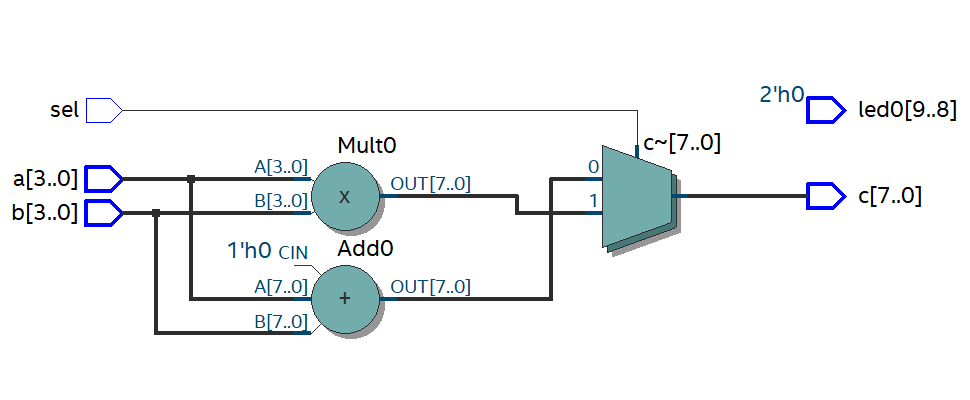 2'h0
sel
led0[9..8]
Mult0
c~[7..0]
a[3..0]
A[3..0]
OUT[7..0]
0
b[3..0]
B[3..0]
x
1
c[7..0]
Add0
1'h0 CIN
A[7..0]
OUT[7..0]
+
B[7..0]